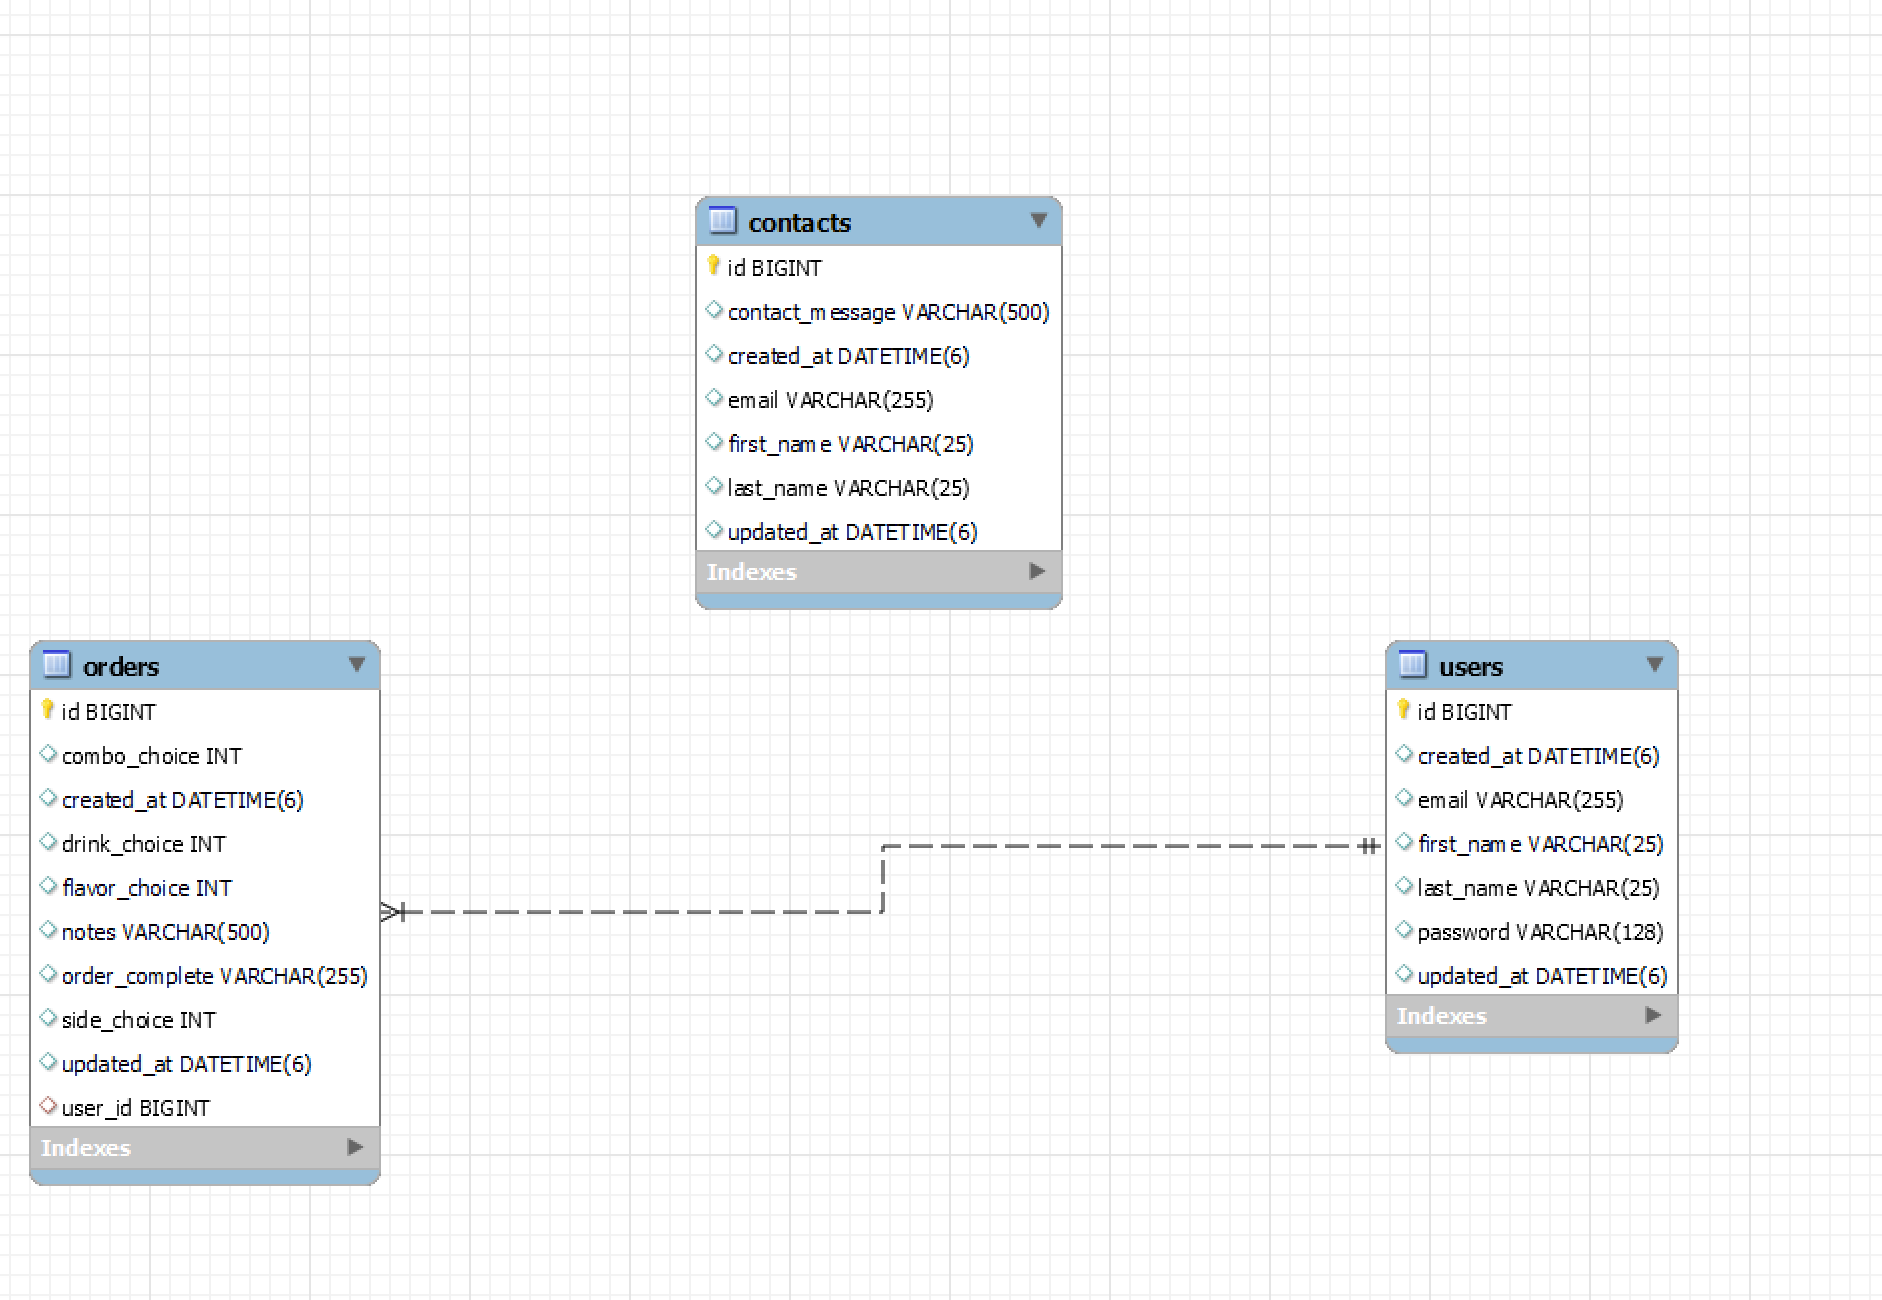 contacts
id BIGINT
contact_message VARCHAR(500)
created_at DATETIME(6)
email VARCHAR(255)
first_name VARCHAR(25)
last_name VARCHAR(25)
updated_at DATETIME(6)
Indexes
orders
id BIGINT
combo_choice INT
created_at DATETIME(6)
drink_choice INT
flavor_choice INT
notes VARCHAR(500)
order_complete VARCHAR(255)
side_choice INT
updated_at DATETIME(6)
user_id BIGINT
Indexes
users
id BIGINT
created_at DATETIME(6)
email VARCHAR(255)
first_name VARCHAR(25)
last_name VARCHAR(25)
password VARCHAR(128)
updated_at DATETIME(6)
Indexes